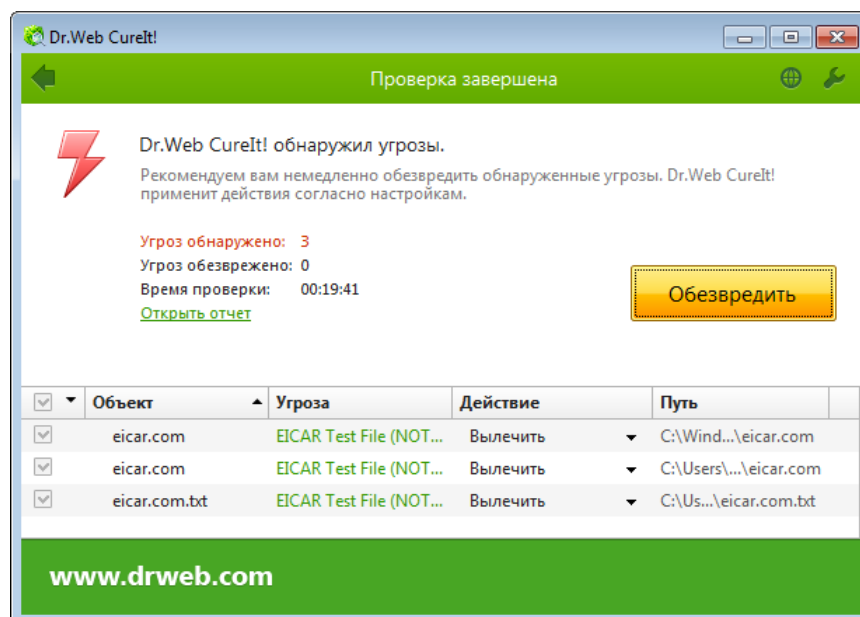 Dr.Web CureIt!
Проверка завершена
Dr.Web CureIt! обнаружил угрозы.
Рекомендуем вам немедленно обезвредить обнаруженные угрозы. Dr.Web CureIt!
применит действия согласно настройкам.
Угроз обнаружено: 3
Угроз обезврежено: 0
Время проверки: 00:19:41
Открыть отчет
Обезвредить
Объект Угроза Действие Путь
eicar.com EICAR Test File (NOT... Вылечить C:\Wind...\eicar.com
eicar.com EICAR Test File (NOT... Вылечить C:\Users\...\eicar.com
eicar.com.txt EICAR Test File (NOT... Вылечить C:\Us...\eicar.com.txt
www.drweb.com